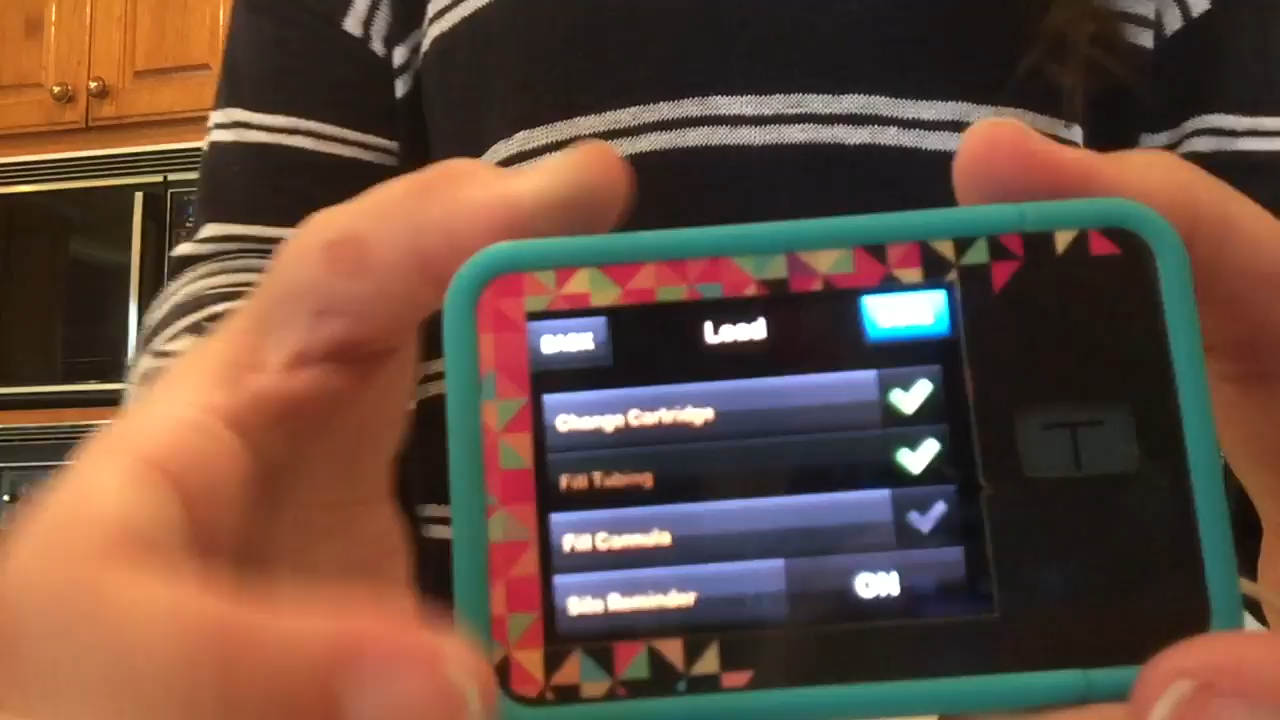 BACK
Load
Change Cartridge
Fill Tubing
Fill Cannula
Site Reminder ON
T